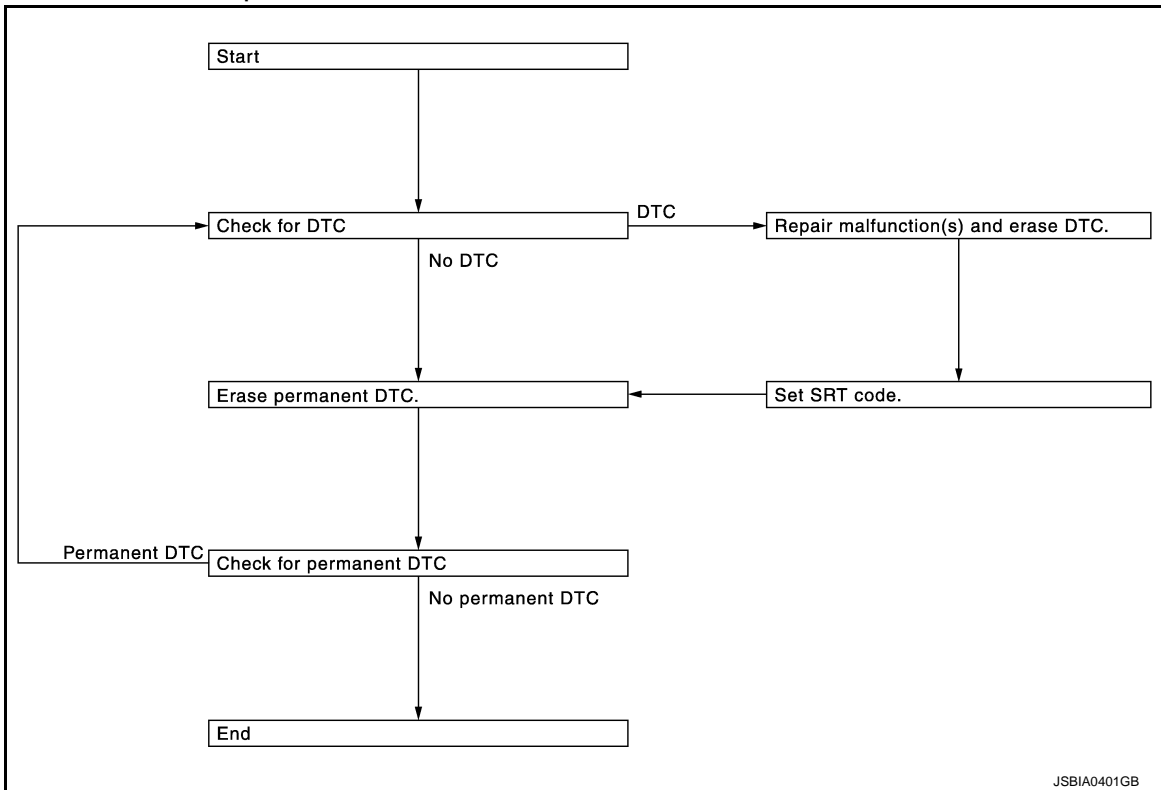 Start
Check for DTC
DTC
Repair malfunction(s) and erase DTC.
No DTC
Erase permanent DTC.
Set SRT code.
Permanent DTC
Check for permanent DTC
No permanent DTC
End
JSBIA0401GB